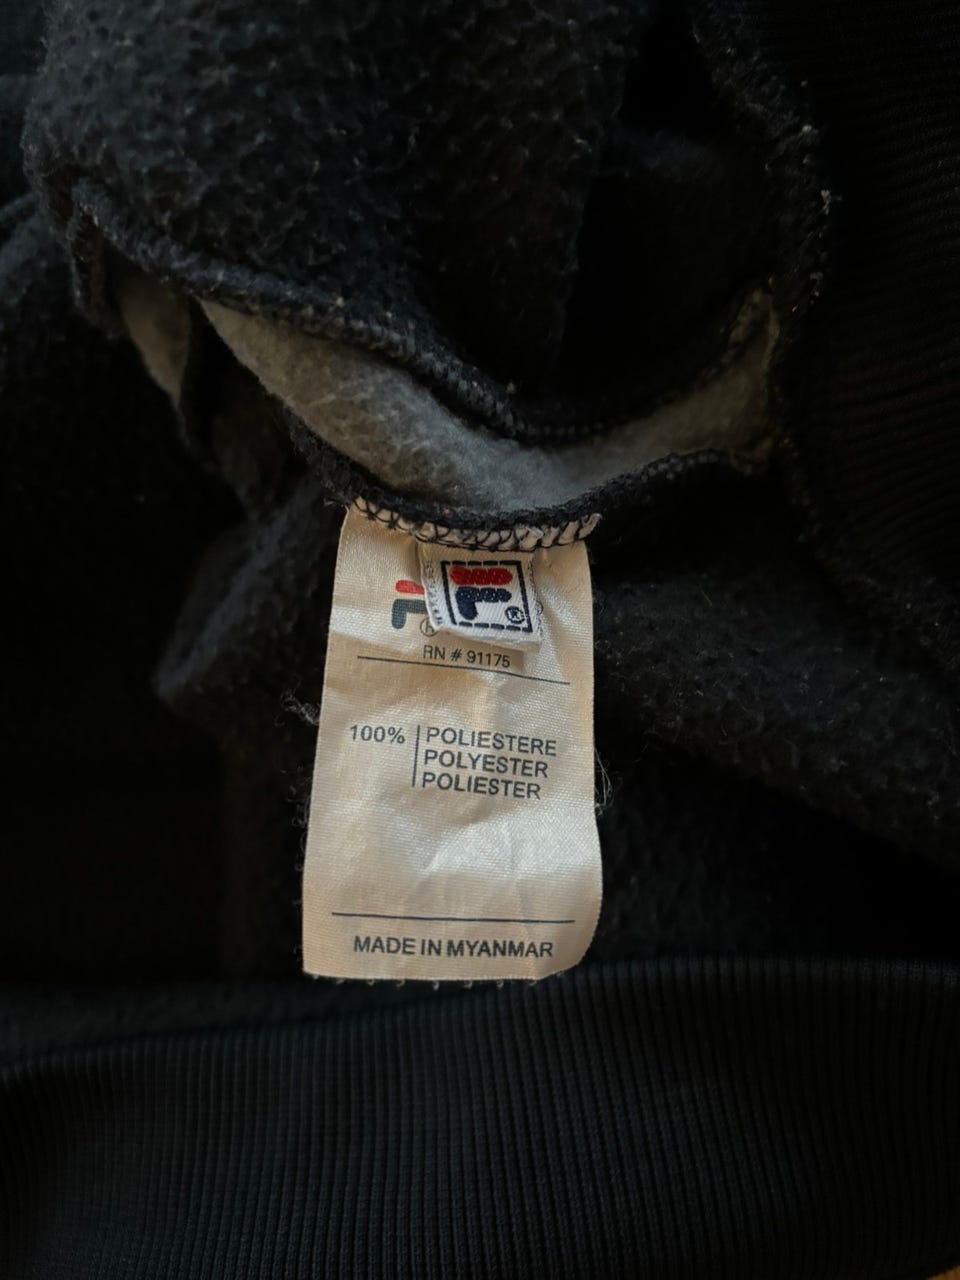 RN # 91175
100% POLIESTERE
POLYESTER
POLIESTER
MADE IN MYANMAR